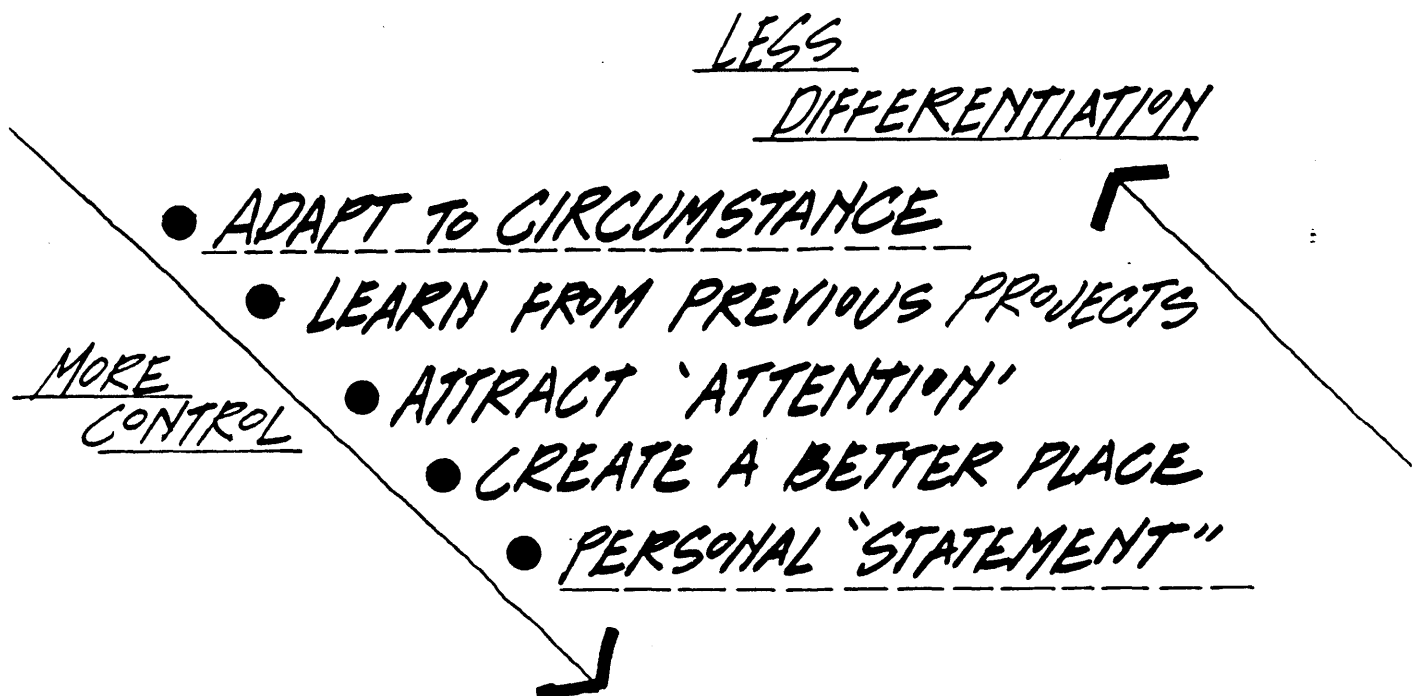 LESS
DIFFERENTIATION
● ADAPT TO CIRCUMSTANCE
● LEARN FROM PREVIOUS PROJECTS
MORE
CONTROL
● ATTRACT 'ATTENTION'
● CREATE A BETTER PLACE
● PERSONAL "STATEMENT"